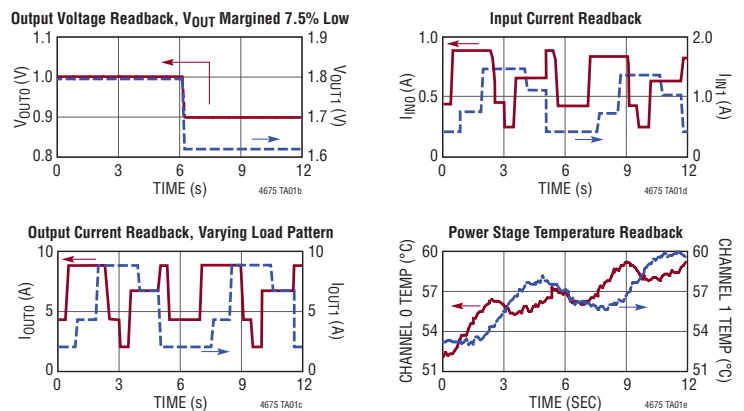 Output Voltage Readback, VOUT Margined 7.5% Low
1.1
1.0
0.9
0.8
VOUT0 (V)
1.9
1.8
1.7
1.6
VOUT1 (V)
0 3 6 9 12
TIME (s)
4675 TA01b
Input Current Readback
1.0
0.5
0
IIN0 (A)
2.0
1.0
0
IIN1 (A)
0 3 6 9 12
TIME (s)
4675 TA01d
Output Current Readback, Varying Load Pattern
10
5
0
IOUT0 (A)
10
5
0
IOUT1 (A)
0 3 6 9 12
TIME (s)
4675 TA01c
Power Stage Temperature Readback
60
57
54
51
CHANNEL 0 TEMP (°C)
60
57
54
51
CHANNEL 1 TEMP (°C)
0 3 6 9 12
TIME (SEC)
4675 TA01e